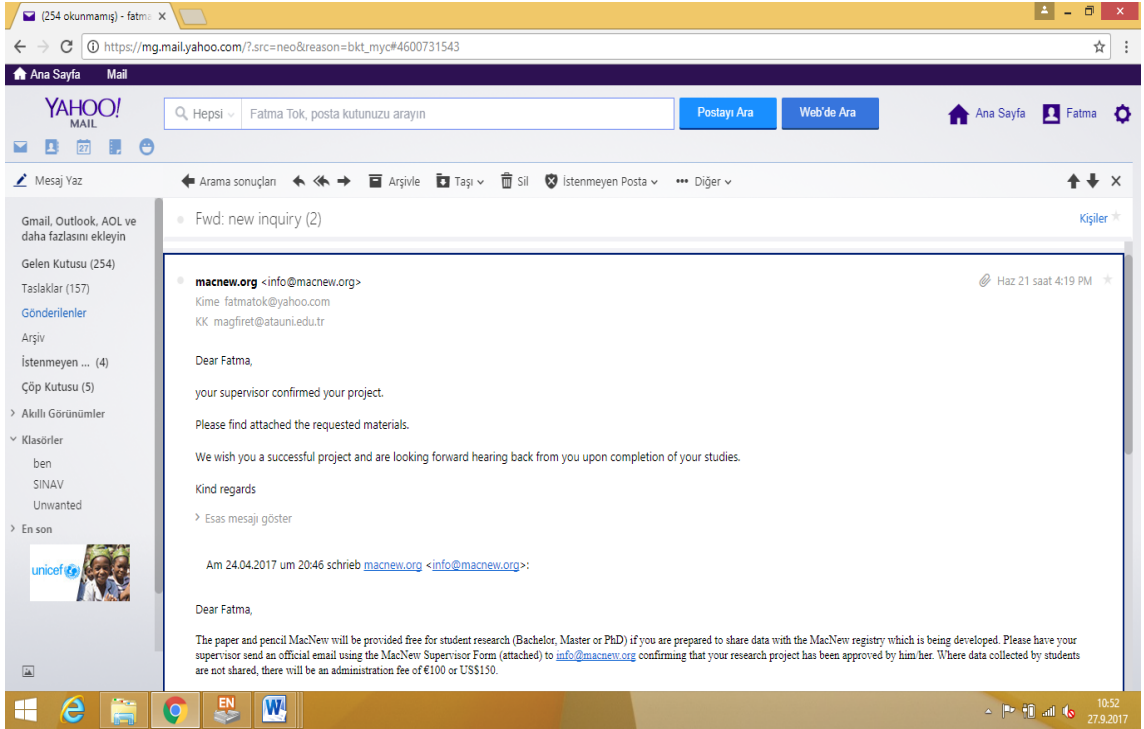 (254 okunmamış) - fatma
https://mg.mail.yahoo.com/?.src=neo&reason=bkt_myc#4600731543
Ana Sayfa Mail
YAHOO!
MAIL
Hepsi Fatma Tok, posta kutunuzu arayın
Postayı Ara
Web'de Ara
Ana Sayfa
Fatma
27
Mesaj Yaz
Arama sonuçları Arşivle Taşı Sil İstenmeyen Posta Diğer
Gmail, Outlook, AOL ve
daha fazlasını ekleyin
Gelen Kutusu (254)
Taslaklar (157)
Gönderilenler
Arşiv
İstenmeyen ... (4)
Çöp Kutusu (5)
Akıllı Görünümler
Klasörler
ben
SINAV
Unwanted
En son
unicef
Fwd: new inquiry (2)
Kişiler
macnew.org <info@macnew.org>
Haz 21 saat 4:19 PM
Kime fatmatok@yahoo.com
KK magfiret@atauni.edu.tr
Dear Fatma,
your supervisor confirmed your project.
Please find attached the requested materials.
We wish you a successful project and are looking forward hearing back from you upon completion of your studies.
Kind regards
Esas mesajı göster
Am 24.04.2017 um 20:46 schrieb macnew.org <info@macnew.org>:
Dear Fatma,
The paper and pencil MacNew will be provided free for student research (Bachelor, Master or PhD) if you are prepared to share data with the MacNew registry which is being developed. Please have your
supervisor send an official email using the MacNew Supervisor Form (attached) to info@macnew.org confirming that your research project has been approved by him/her. Where data collected by students
are not shared, there will be an administration fee of €100 or US$150.
EN
10:52
27.9.2017